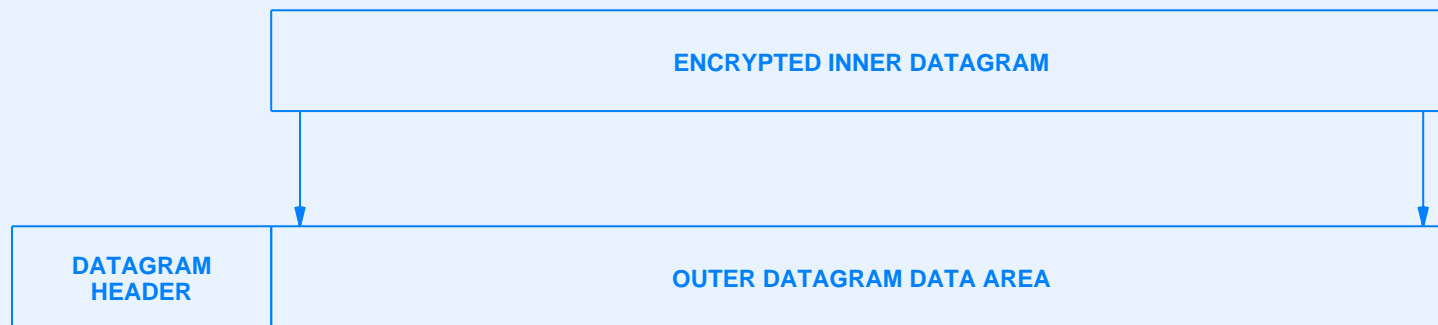 ENCRYPTED INNER DATAGRAM
DATAGRAM
HEADER
OUTER DATAGRAM DATA AREA